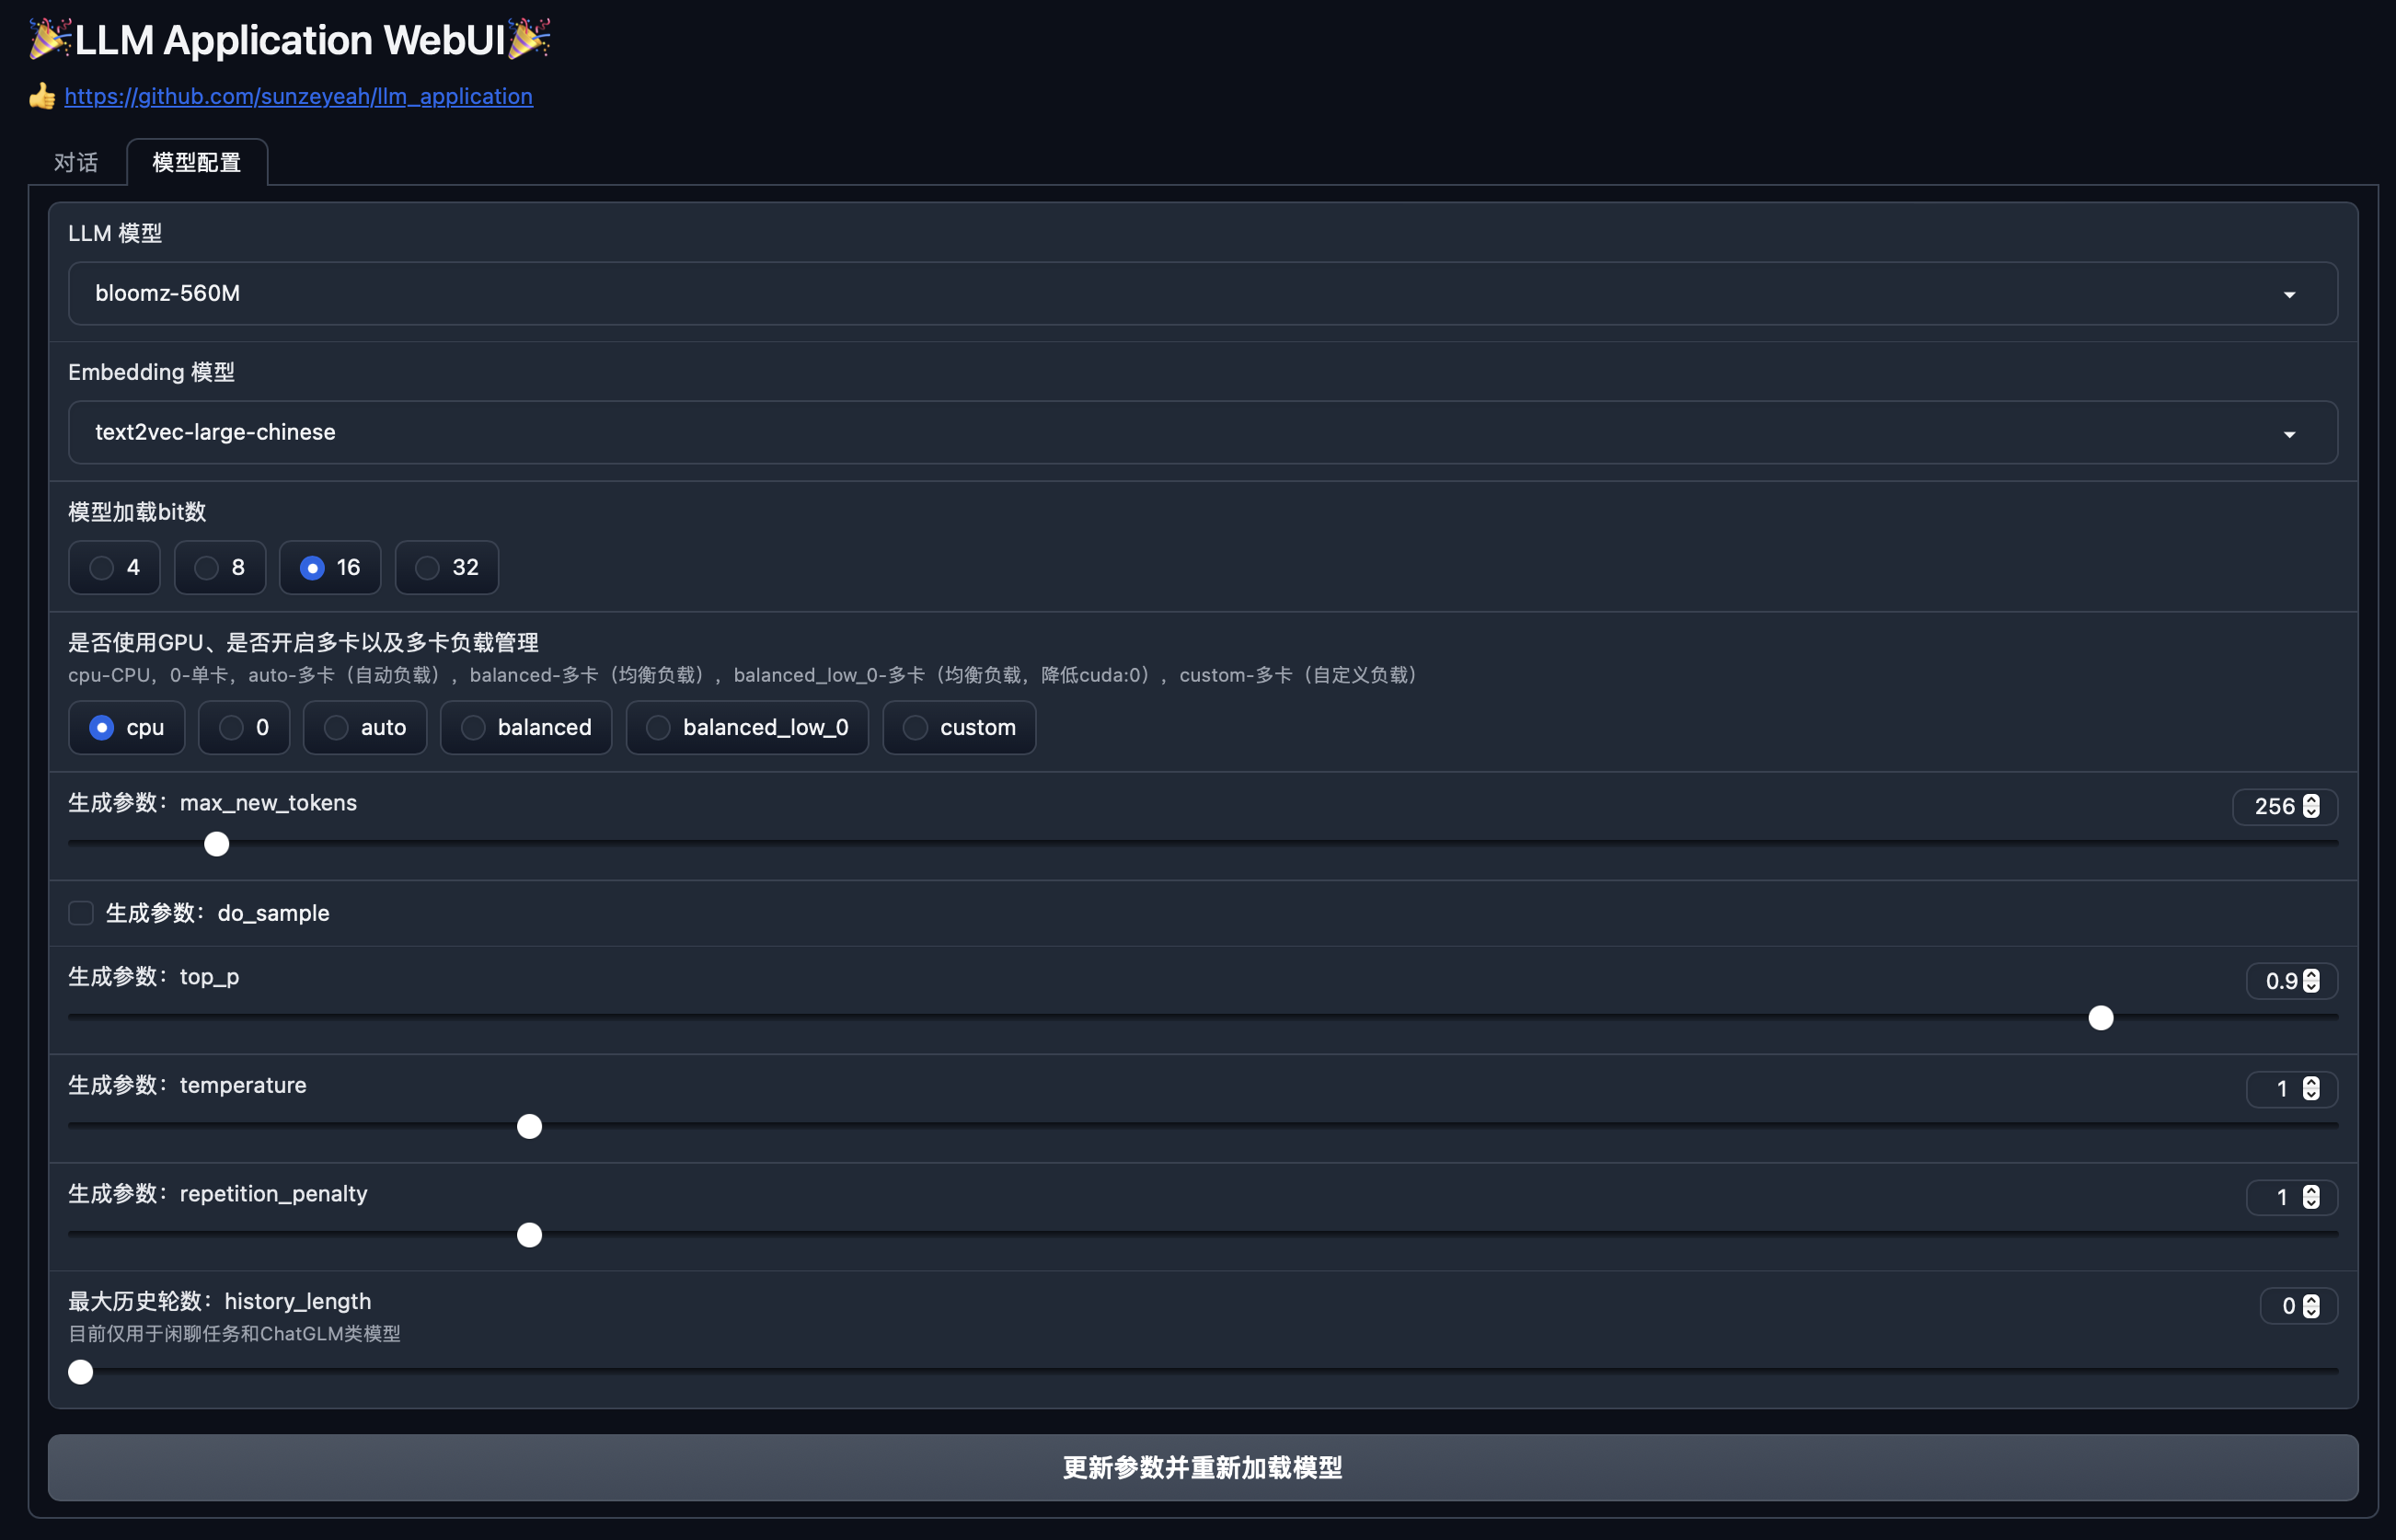 🎉LLM Application WebUI🎉
👍 https://github.com/sunzeyeah/llm_application
对话 模型配置
LLM 模型
bloomz-560M
Embedding 模型
text2vec-large-chinese
模型加载bit数
4 8 16 32
是否使用GPU、是否开启多卡以及多卡负载管理
cpu-CPU，0-单卡，auto-多卡（自动负载）, balanced-多卡（均衡负载）, balanced_low_0-多卡（均衡负载，降低cuda:0）, custom-多卡（自定义负载）
cpu 0 auto balanced balanced_low_0 custom
生成参数：max_new_tokens 256
生成参数：do_sample
生成参数：top_p 0.9
生成参数：temperature 1
生成参数：repetition_penalty 1
最大历史轮数：history_length 0
目前仅用于闲聊任务和ChatGLM类模型
更新参数并重新加载模型